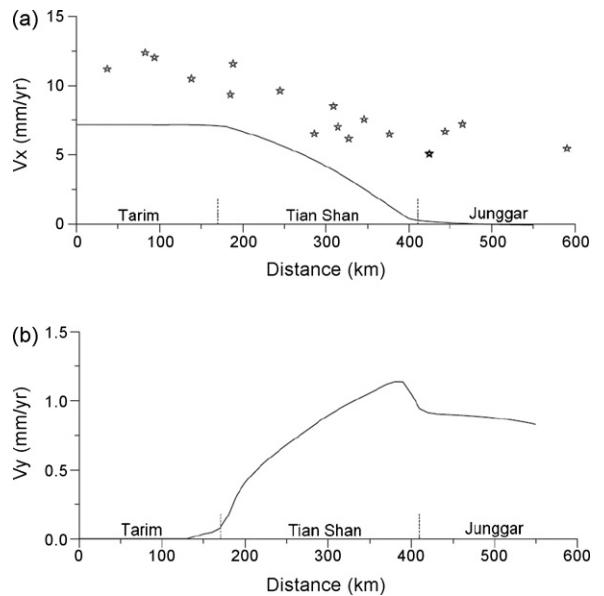 (a)
Vx (mm/yr)
15
10
5
0
Tarim Tian Shan Junggar
0 100 200 300 400 500 600
Distance (km)
(b)
Vy (mm/yr)
1.5
1.0
0.5
0.0
Tarim Tian Shan Junggar
0 100 200 300 400 500 600
Distance (km)